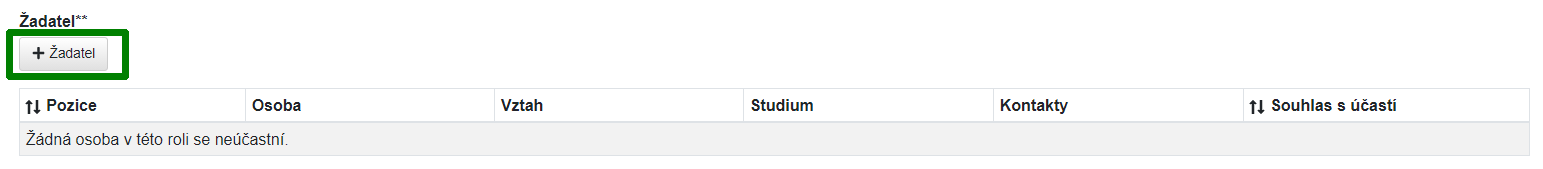 Žadatel**
+ Žadatel
Pozice Osoba Vztah Studium Kontakty Souhlas s účastí
Žádná osoba v této roli se neúčastní.